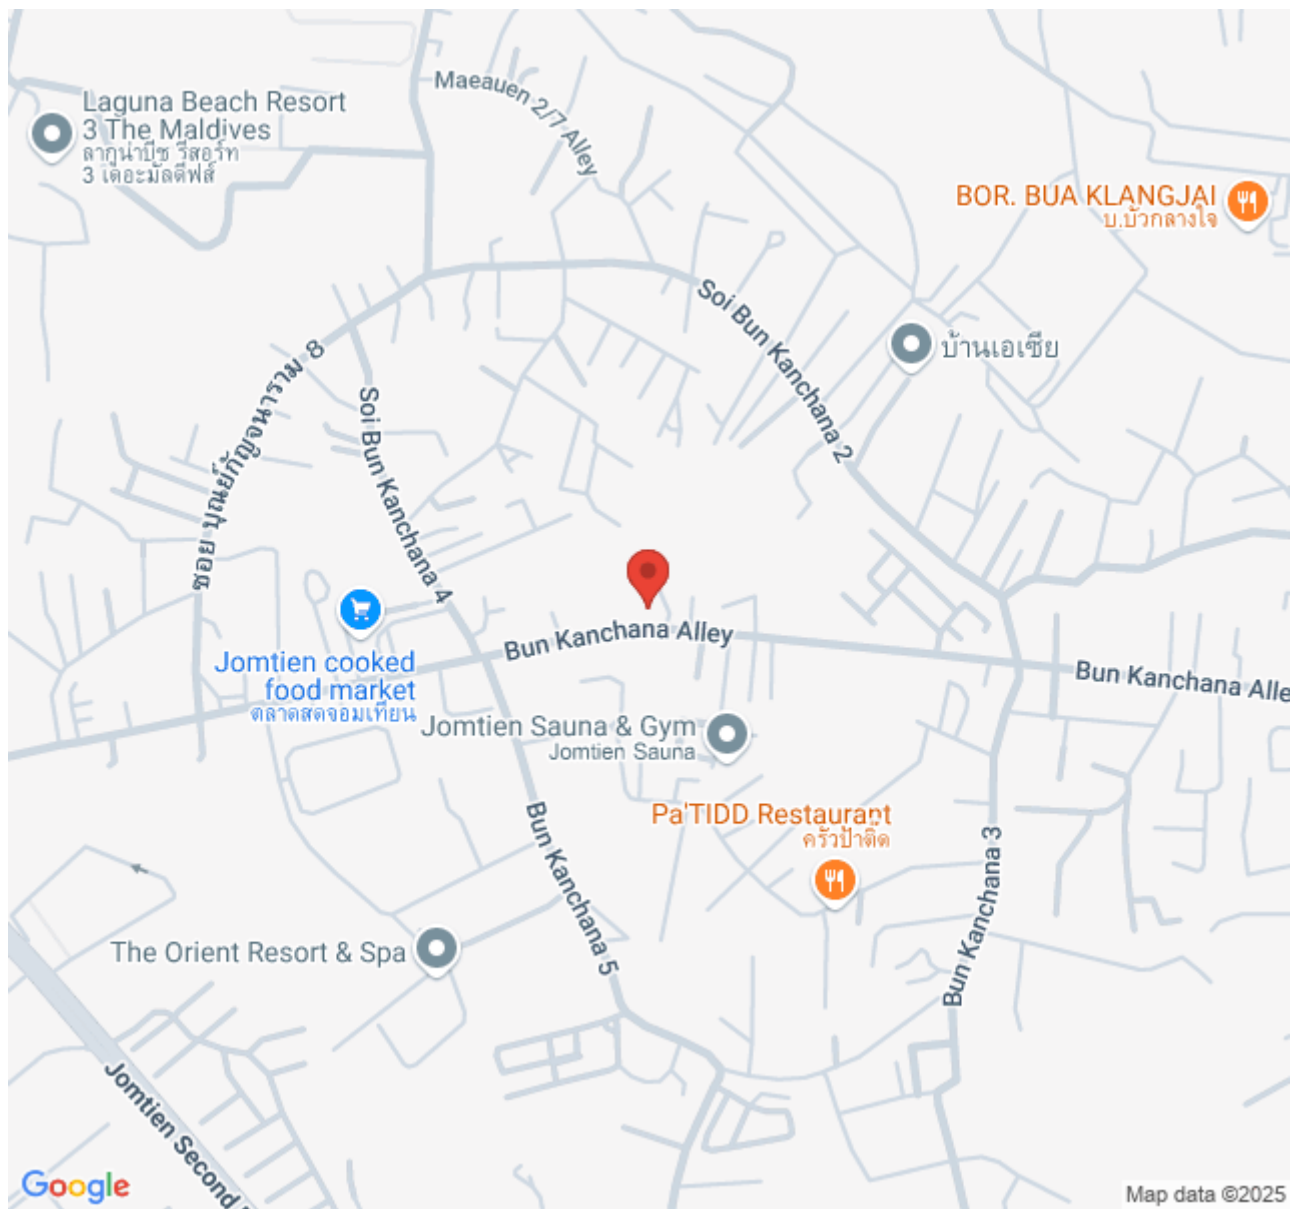 Maeauen 2/7 Alley
Laguna Beach Resort
3 The Maldives
ลากูน่าบีช รีสอร์ท
3 เดอะมัลดีฟส์
BOR. BUA KLANGJAI
บ.บัวกลางใจ
Soi Bun Kanchana 2
บ้านเอเซีย
ซอย บุณย์กัญจนาราม 8
Soi Bun Kanchana 4
Bun Kanchana Alley
Jomtien cooked
food market
ตลาดสดจอมเทียน
Bun Kanchana Alle
Jomtien Sauna & Gym
Jomtien Sauna
Pa'TIDD Restaurant
ครัวป้าติ๊ด
Bun Kanchana 5
Bun Kanchana 3
The Orient Resort & Spa
Jomtien Second
Google
Map data ©2025